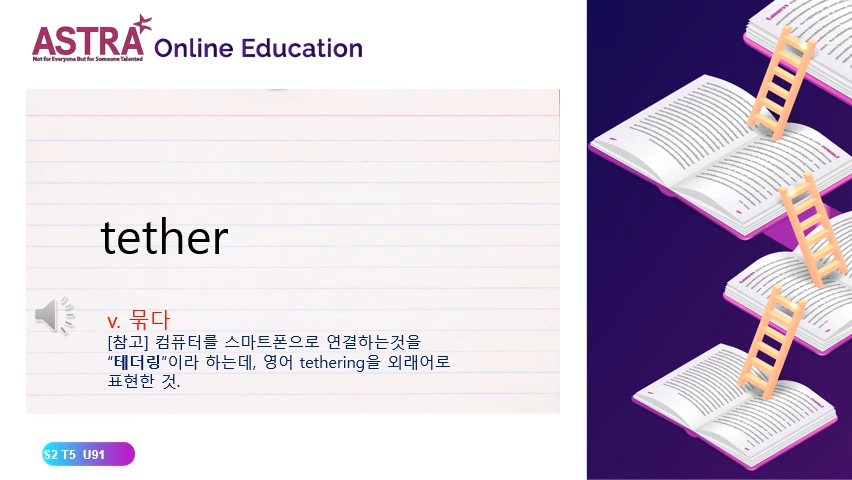 ASTRA Online Education
Not for Everyone But for Someone Talented
tether
v. 묶다
[참고] 컴퓨터를 스마트폰으로 연결하는것을
“테더링”이라 하는데, 영어 tethering을 외래어로
표현한 것.
S2 T5 U91